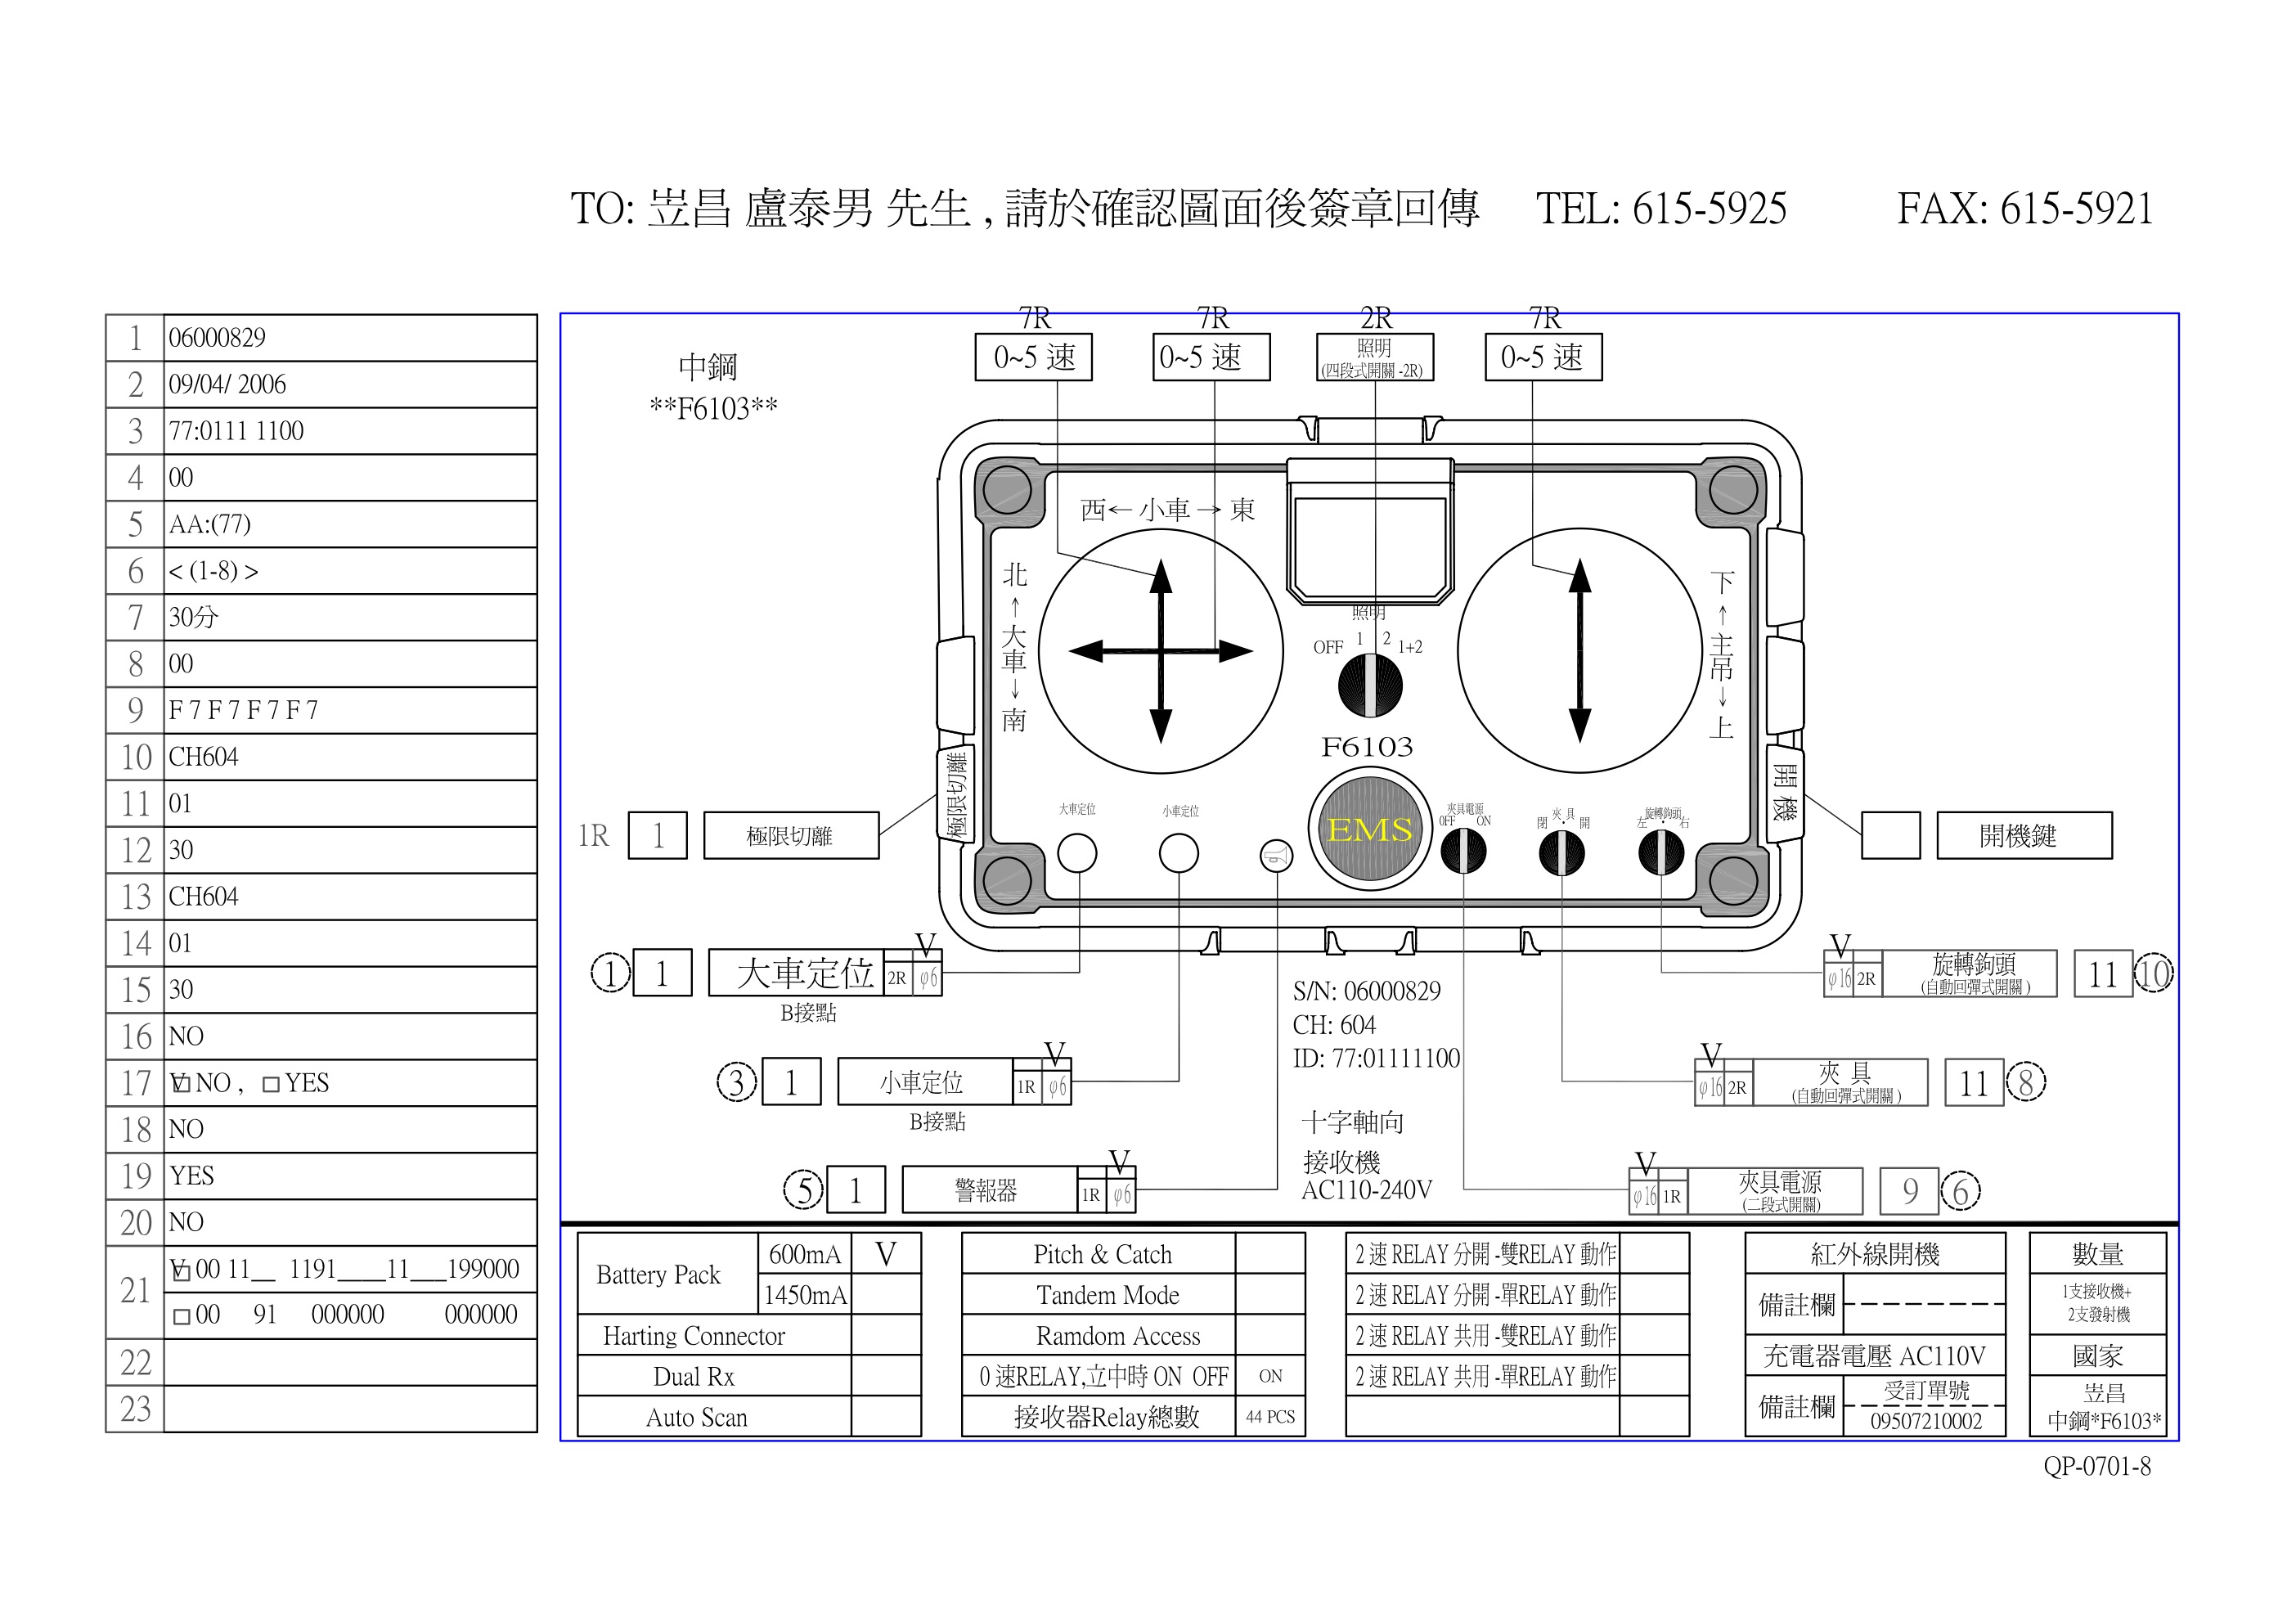 TO: 岦昌 盧泰男 先生 , 請於確認圖面後簽章回傳 TEL: 615-5925 FAX: 615-5921
1 06000829
2 09/04/ 2006
3 77:0111 1100
4 00
5 AA:(77)
6 < (1-8) >
7 30分
8 00
9 F 7 F 7 F 7 F 7
10 CH604
11 01
12 30
13 CH604
14 01
15 30
16 NO
17 V□ NO , □ YES
18 NO
19 YES
20 NO
21 V□ 00 11__ 1191____11___199000
□ 00 91 000000 000000
22
23
中鋼
**F6103**
7R
0~5 速
7R
0~5 速
2R
照明
(四段式開關 -2R)
7R
0~5 速
西← 小車 → 東
北 ↑ 大車 ↓ 南
下 ↑ 主吊 ↓ 上
照明
OFF 1 2 1+2
F6103
EMS
極限切離
開機
大車定位
小車定位
夾具電源
OFF ON
夾 具
閉 • 開
旋轉鉤頭
左 • 右
1R 1 極限切離
開機鍵
① 1 大車定位 2R φ6 V
B接點
③ 1 小車定位 1R φ6 V
B接點
⑤ 1 警報器 1R φ6 V
S/N: 06000829
CH: 604
ID: 77:01111100
十字軸向
接收機
AC110-240V
V φ16 2R 旋轉鉤頭 11 ⑩
(自動回彈式開關 )
V φ16 2R 夾 具 11 ⑧
(自動回彈式開關 )
V φ16 1R 夾具電源 9 ⑥
(二段式開關)
Battery Pack 600mA V
1450mA
Harting Connector
Dual Rx
Auto Scan
Pitch & Catch
Tandem Mode
Ramdom Access
0 速RELAY,立中時 ON OFF ON
接收器Relay總數 44 PCS
2 速 RELAY 分開 -雙RELAY 動作
2 速 RELAY 分開 -單RELAY 動作
2 速 RELAY 共用 -雙RELAY 動作
2 速 RELAY 共用 -單RELAY 動作
紅外線開機
備註欄
充電器電壓 AC110V
備註欄 受訂單號
09507210002
數量
1支接收機+
2支發射機
國家
岦昌
中鋼*F6103*
QP-0701-8